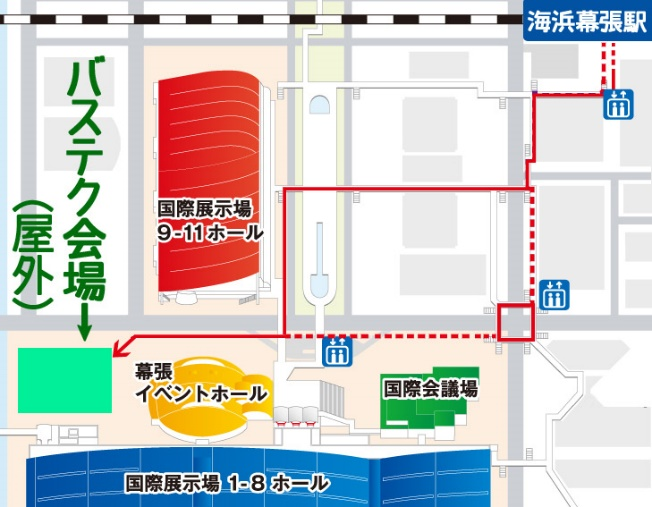 海浜幕張駅
バステク会場→
（屋外）
国際展示場
9-11ホール
幕張
イベントホール
国際会議場
国際展示場 1-8 ホール